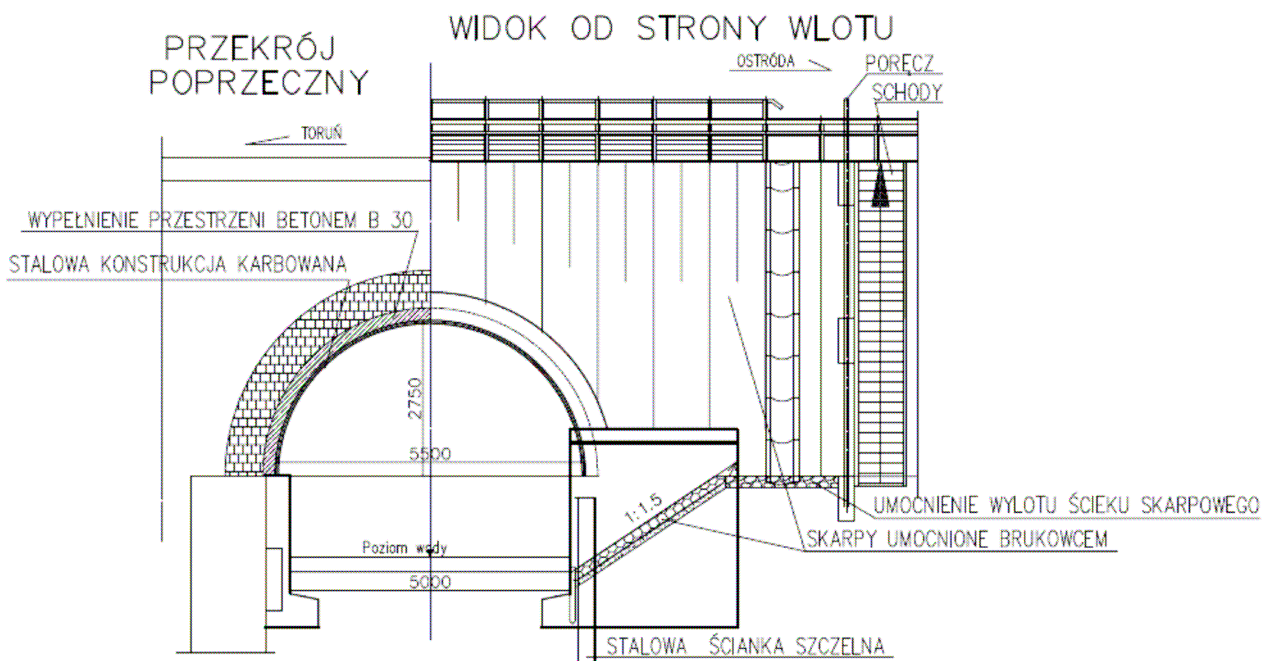 WIDOK OD STRONY WLOTU
PRZEKRÓJ
POPRZECZNY
OSTRÓDA
PORĘCZ
SCHODY
TORUŃ
WYPEŁNIENIE PRZESTRZENI BETONEM B 30
STALOWA KONSTRUKCJA KARBOWANA
2750
5500
1:1.5
UMOCNIENIE WYLOTU ŚCIEKU SKARPOWEGO
SKARPY UMOCNIONE BRUKOWCEM
Poziom wody
5000
STALOWA ŚCIANKA SZCZELNA